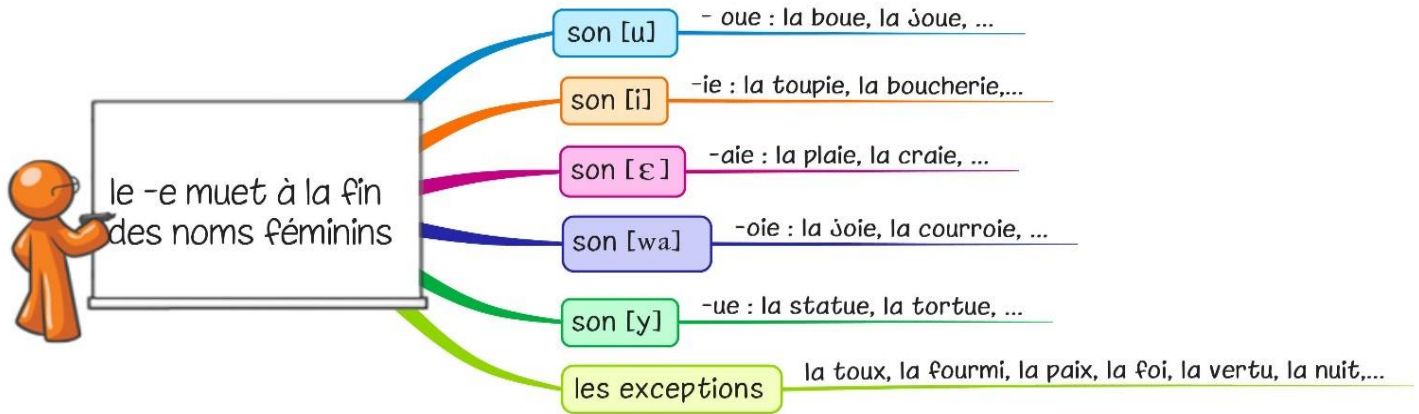 le -e muet à la fin
des noms féminins
son [u]
- oue : la boue, la joue, ...
son [i]
-ie : la toupie, la boucherie,...
son [ɛ]
-aie : la plaie, la craie, ...
son [wa]
-oie : la joie, la courroie, ...
son [y]
-ue : la statue, la tortue, ...
les exceptions
la toux, la fourmi, la paix, la foi, la vertu, la nuit,...